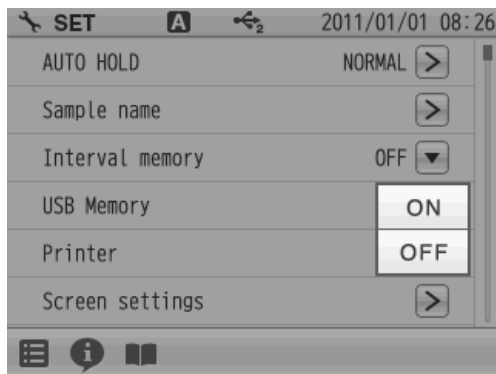 SET A 2 2011/01/01 08:26
AUTO HOLD NORMAL
Sample name
Interval memory OFF
USB Memory ON
Printer OFF
Screen settings